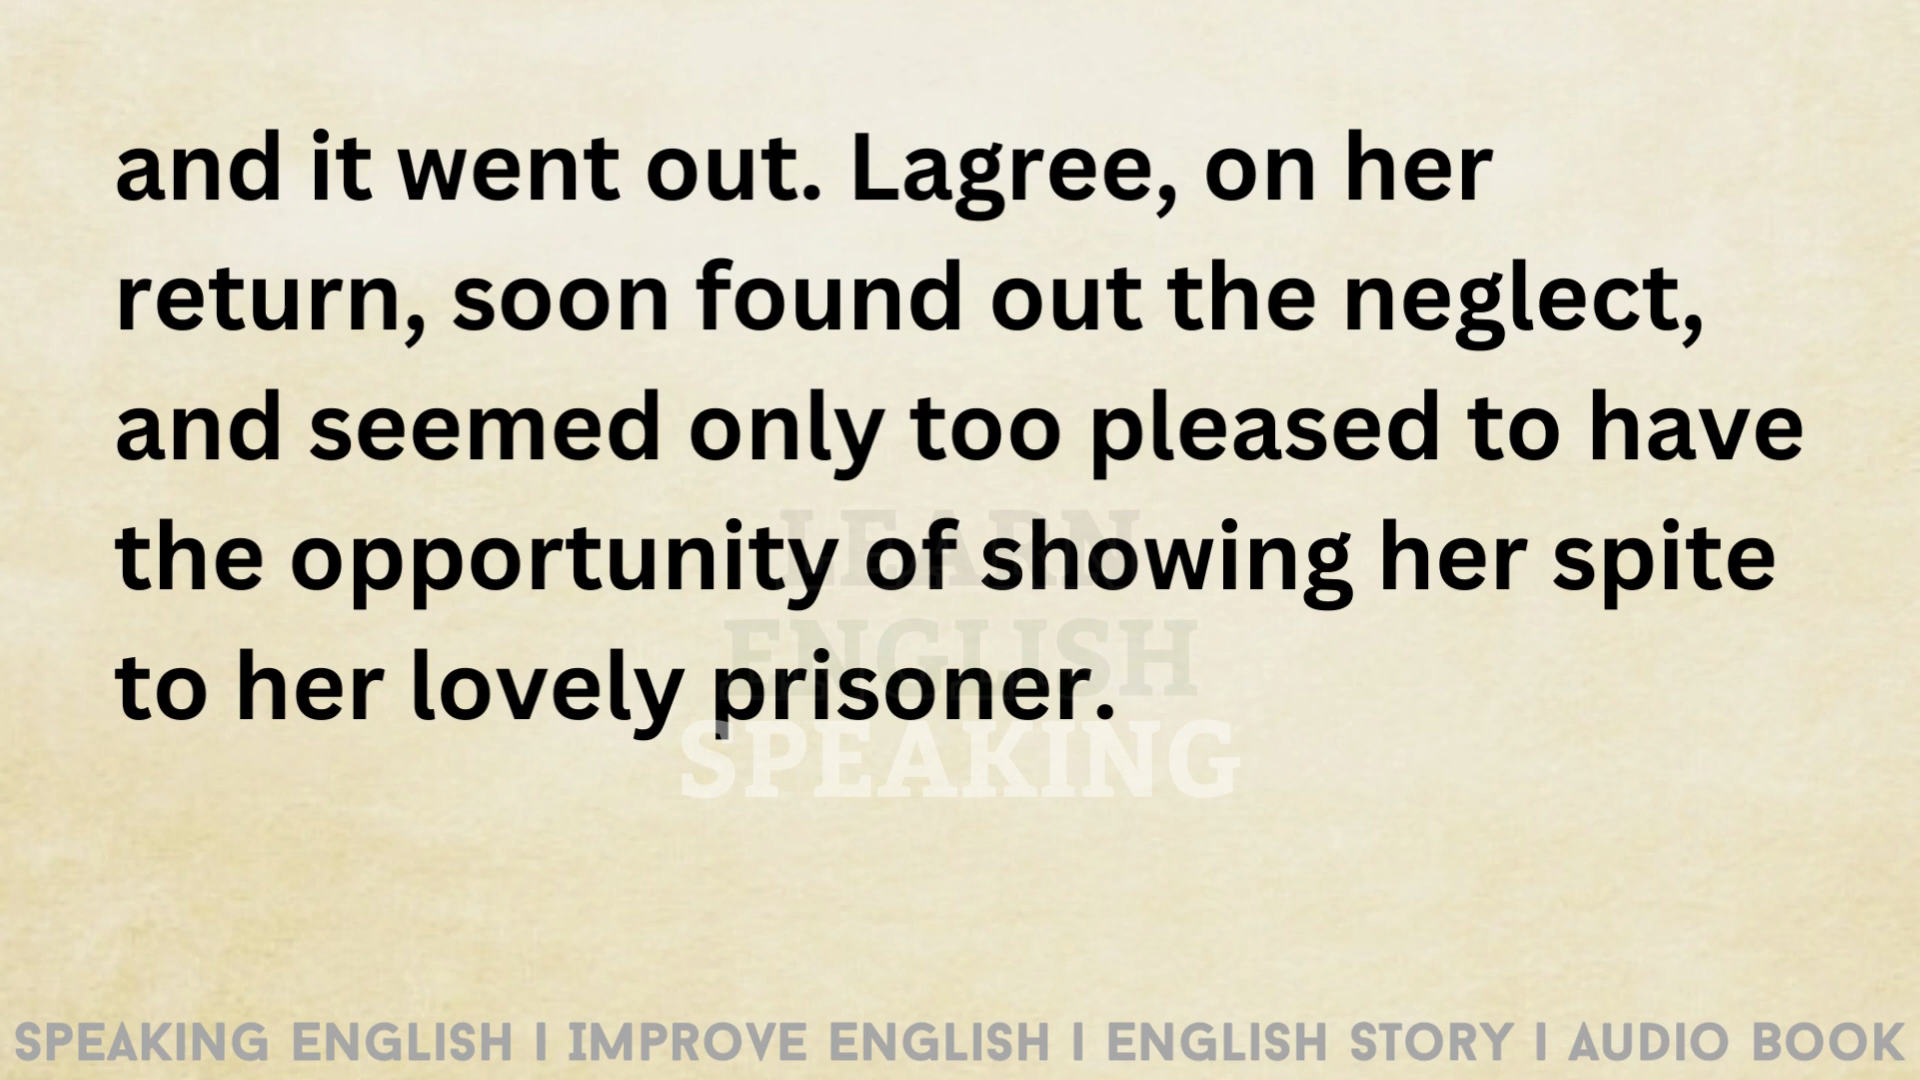 and it went out. Lagree, on her
return, soon found out the neglect,
and seemed only too pleased to have
the opportunity of showing her spite
to her lovely prisoner.
LEARN
ENGLISH
SPEAKING
SPEAKING ENGLISH I IMPROVE ENGLISH I ENGLISH STORY I AUDIO BOOK